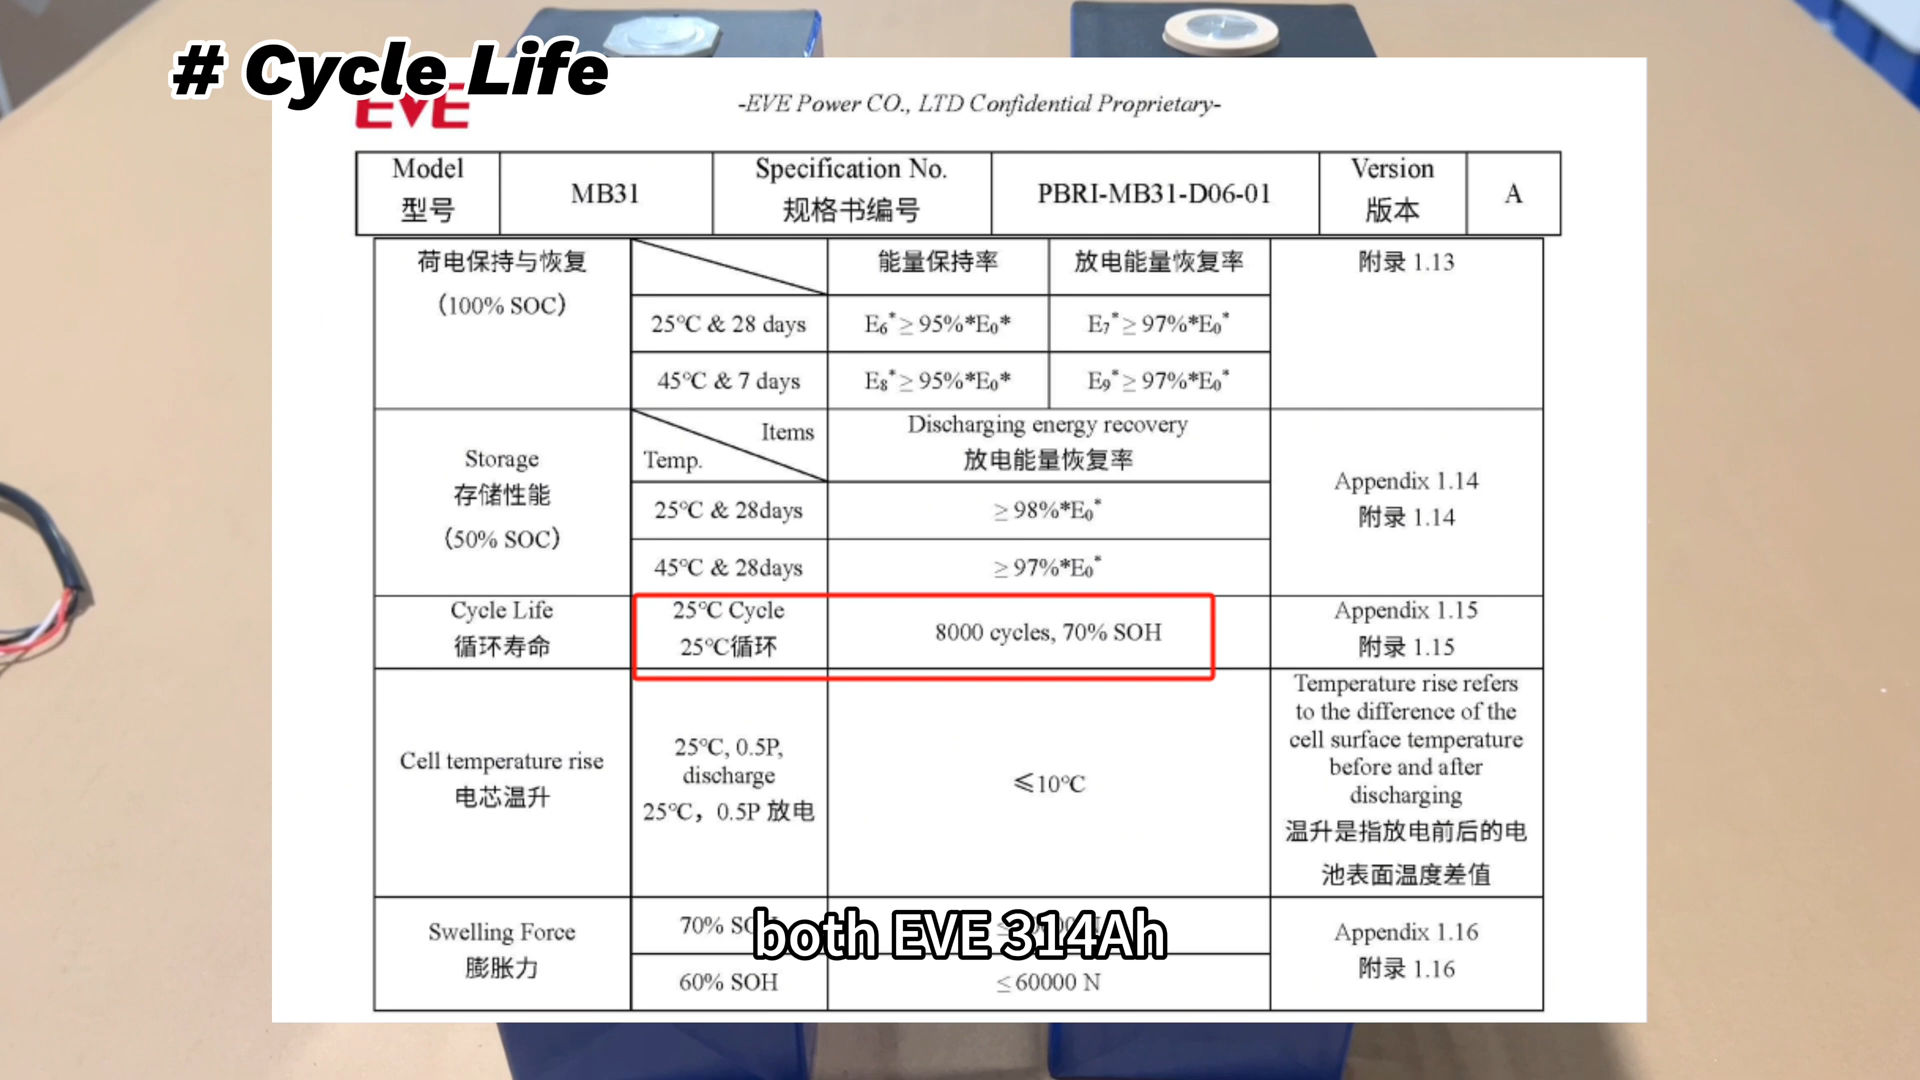 # Cycle Life
EVE
-EVE Power CO., LTD Confidential Proprietary-
Model
型号
MB31
Specification No.
规格书编号
PBRI-MB31-D06-01
Version
版本
A
荷电保持与恢复
(100% SOC)
能量保持率
放电能量恢复率
附录 1.13
25℃ & 28 days
E₆*≥95%*E₀*
E₇*≥97%*E₀*
45℃ & 7 days
E₈*≥95%*E₀*
E₉*≥97%*E₀*
Storage
存储性能
(50% SOC)
Items
Temp.
Discharging energy recovery
放电能量恢复率
Appendix 1.14
附录 1.14
25℃ & 28days
≥98%*E₀*
45℃ & 28days
≥97%*E₀*
Cycle Life
循环寿命
25℃ Cycle
25℃循环
8000 cycles, 70% SOH
Appendix 1.15
附录 1.15
Cell temperature rise
电芯温升
25℃, 0.5P,
discharge
25℃，0.5P 放电
≤10℃
Temperature rise refers
to the difference of the
cell surface temperature
before and after
discharging
温升是指放电前后的电
池表面温度差值
Swelling Force
膨胀力
70%
60% SOH
≤60000 N
Appendix 1.16
附录 1.16
both EVE 314Ah